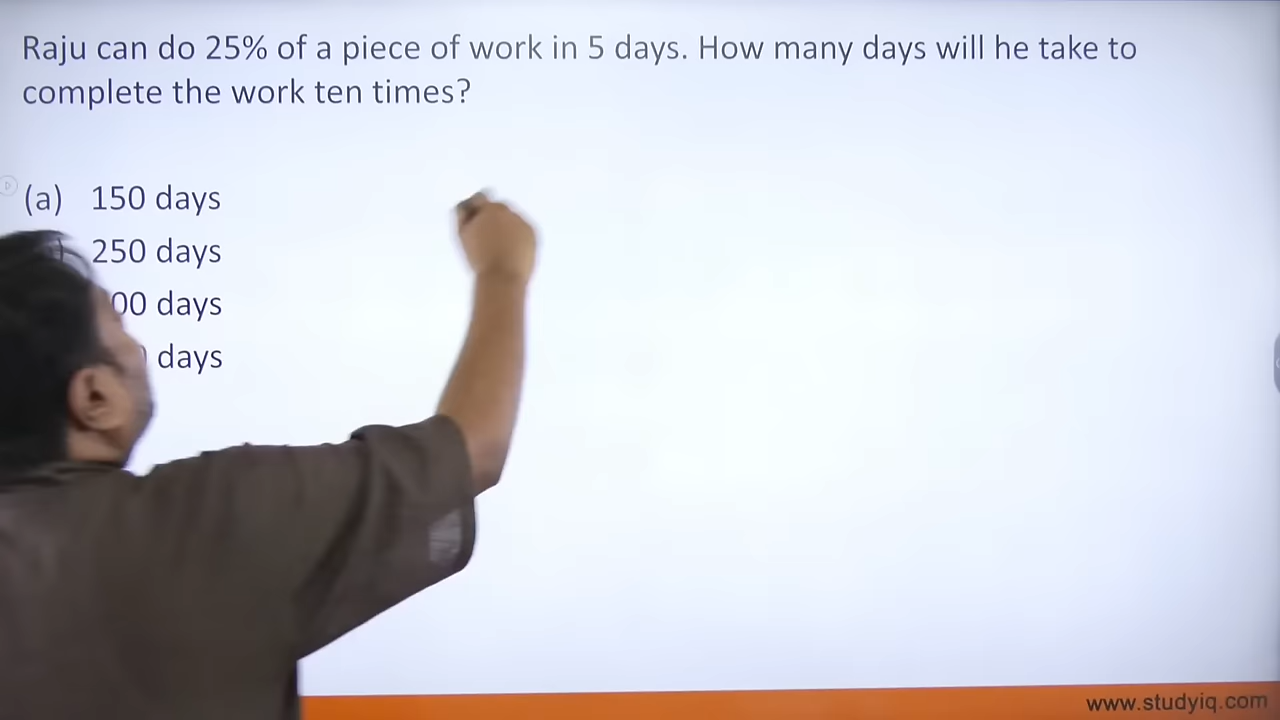 Raju can do 25% of a piece of work in 5 days. How many days will he take to
complete the work ten times?
(a) 150 days
250 days
00 days
days
www.studyiq.com